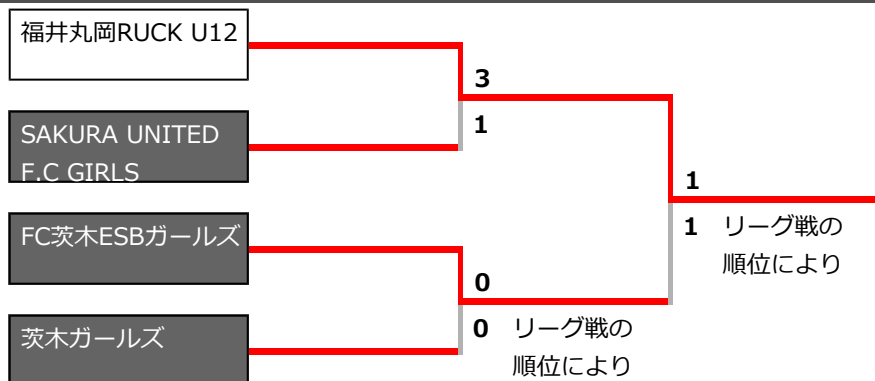 福井丸岡RUCK U12
3
1
SAKURA UNITED
F.C GIRLS
1
1 リーグ戦の
順位により
FC茨木ESBガールズ
0
0 リーグ戦の
順位により
茨木ガールズ